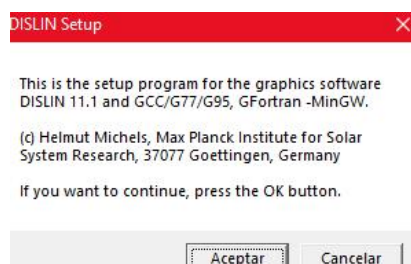 DISLIN Setup
This is the setup program for the graphics software
DISLIN 11.1 and GCC/G77/G95, GFortran -MinGW.
(c) Helmut Michels, Max Planck Institute for Solar
System Research, 37077 Goettingen, Germany
If you want to continue, press the OK button.
Aceptar Cancelar